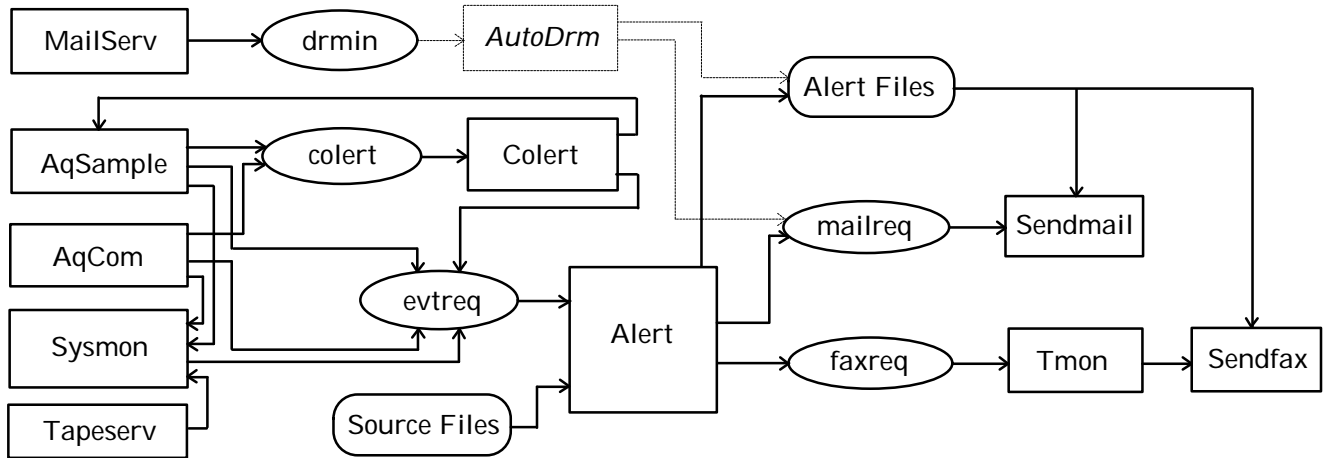 MailServ
drmin
AutoDrm
Alert Files
AqSample
colert
Colert
mailreq
Sendmail
AqCom
evtreq
Alert
Sysmon
faxreq
Tmon
Sendfax
Tapeserv
Source Files